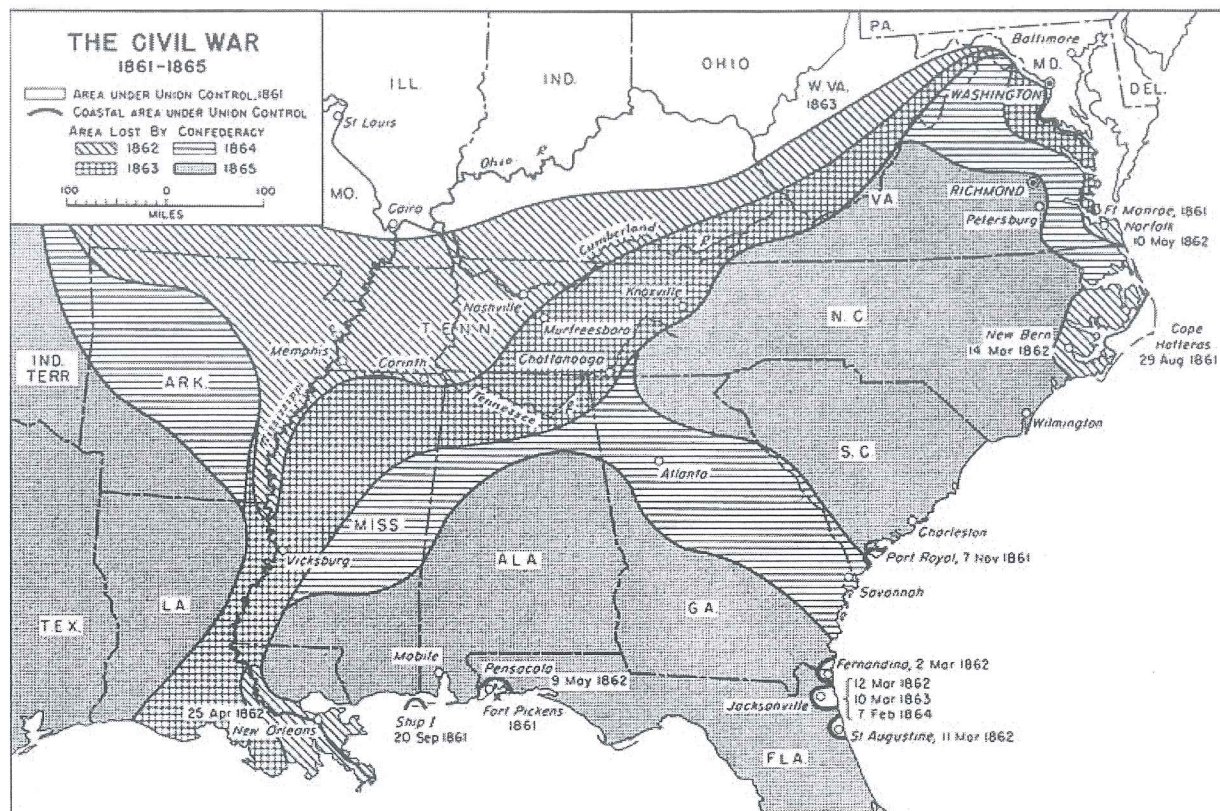 THE CIVIL WAR
1861-1865
AREA UNDER UNION CONTROL, 1861
COASTAL AREA UNDER UNION CONTROL
AREA LOST BY CONFEDERACY
1862 1864
1863 1865
100 0 100
MILES
PA.
Baltimore
MD.
DEL.
WASHINGTON
OHIO
W. VA.
1863
IND.
ILL.
St Louis
Ohio R
MO.
Cairo
VA
RICHMOND
Petersburg
Ft Monroe, 1861
Norfolk
10 May 1862
Cumberland
R
Nashville
Knoxville
TENN
Murfreesboro
Chattanooga
N.C.
New Bern
14 Mar 1862
Cape
Hatteras
29 Aug 1861
R
Memphis
Corinth
IND.
TERR
ARK
Mississippi
Tennessee
R
Wilmington
S.C
Atlanta
MISS
Charleston
Port Royal, 7 Nov 1861
Vicksburg
ALA
Savannah
LA.
GA.
TEX.
Mobile
Pensacola
9 May 1862
Fernandina, 2 Mar 1862
12 Mar 1862
Jacksonville
10 Mar 1863
7 Feb 1864
25 Apr 1862
New Orleans
Ship I
20 Sep 1861
Fort Pickens
1861
St Augustine, 11 Mar 1862
FLA.